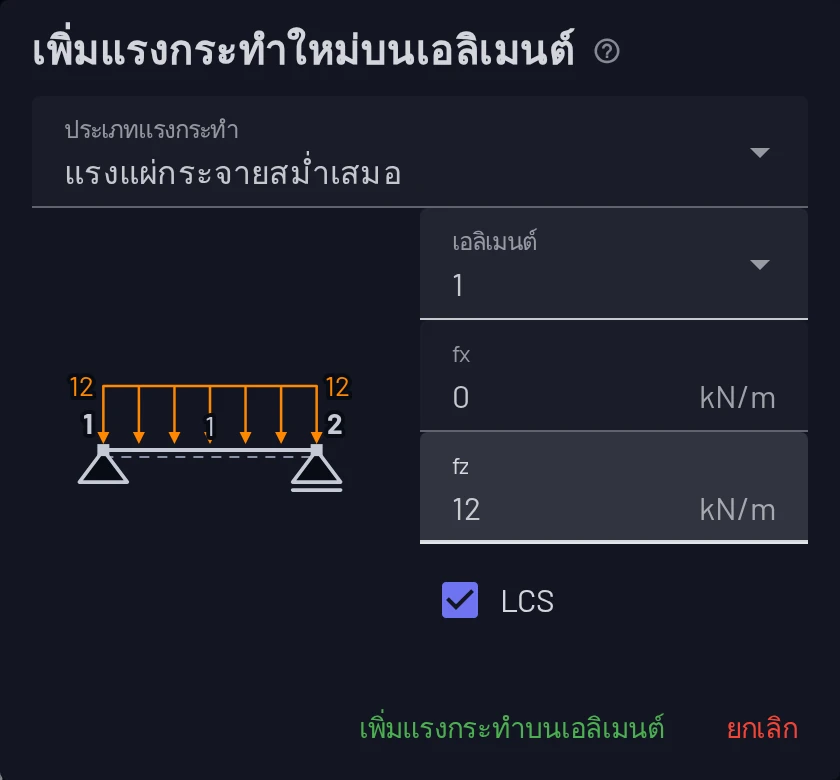 เพิ่มแรงกระทำใหม่บนเอลิเมนต์ ?
ประเภทแรงกระทำ
แรงแผ่กระจายสม่ำเสมอ
เอลิเมนต์
1
fx
0 kN/m
fz
12 kN/m
LCS
12 12
1 1 2
เพิ่มแรงกระทำบนเอลิเมนต์ ยกเลิก